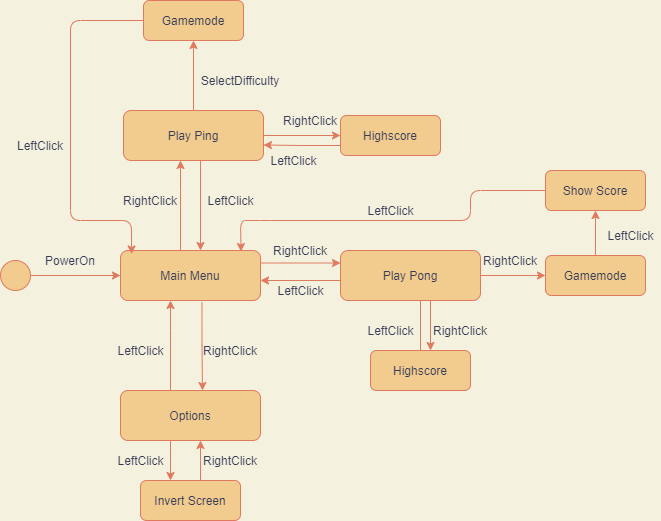 Gamemode
SelectDifficulty
LeftClick
Play Ping
RightClick
Highscore
LeftClick
RightClick
LeftClick
LeftClick
Show Score
LeftClick
PowerOn
Main Menu
RightClick
LeftClick
Play Pong
RightClick
Gamemode
LeftClick
RightClick
LeftClick
RightClick
Highscore
Options
LeftClick
RightClick
Invert Screen